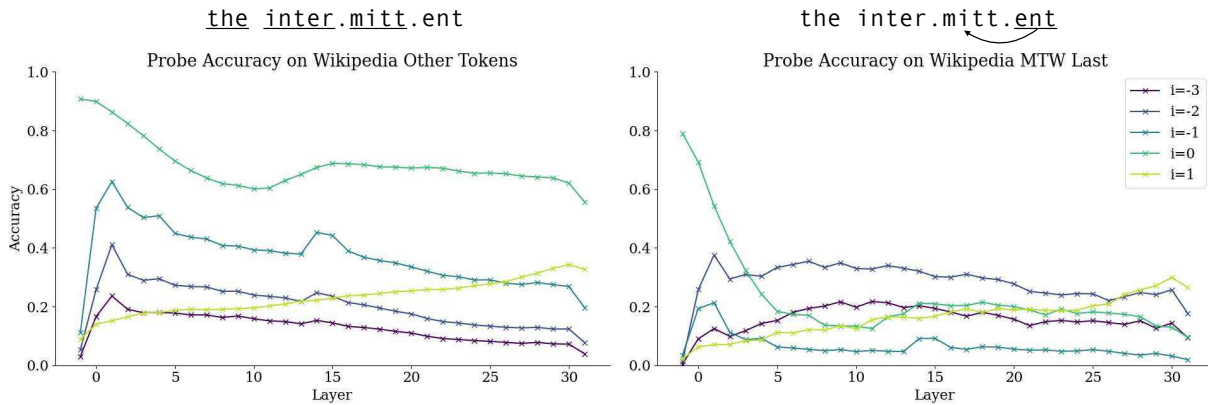 the inter.mitt.ent
Probe Accuracy on Wikipedia Other Tokens
Accuracy
1.0
0.8
0.6
0.4
0.2
0.0
0 5 10 15 20 25 30
Layer
the inter.mitt.ent
Probe Accuracy on Wikipedia MTW Last
1.0
0.8
0.6
0.4
0.2
0.0
0 5 10 15 20 25 30
Layer
i=-3
i=-2
i=-1
i=0
i=1